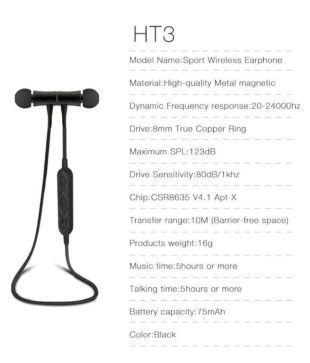 HT3
Model Name:Sport Wireless Earphone
Material:High-quality Metal magnetic
Dynamic Frequency response:20-24000hz
Drive:8mm True Copper Ring
Maximum SPL:123dB
Drive Sensitivity:80dB/1khz
Chip:CSR8635 V4.1 Apt-X
Transfer range:10M (Barrier-free space)
Products weight:16g
Music time:5hours or more
Talking time:5hours or more
Battery capacity:75mAh
Color:Black